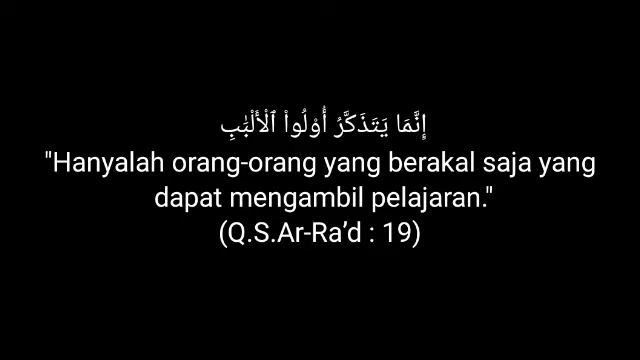 إِنَّمَا يَتَذَكَّرُ أُو۟لُوا۟ ٱلْأَلْبَٰبِ
"Hanyalah orang-orang yang berakal saja yang
dapat mengambil pelajaran."
(Q.S.Ar-Ra’d : 19)